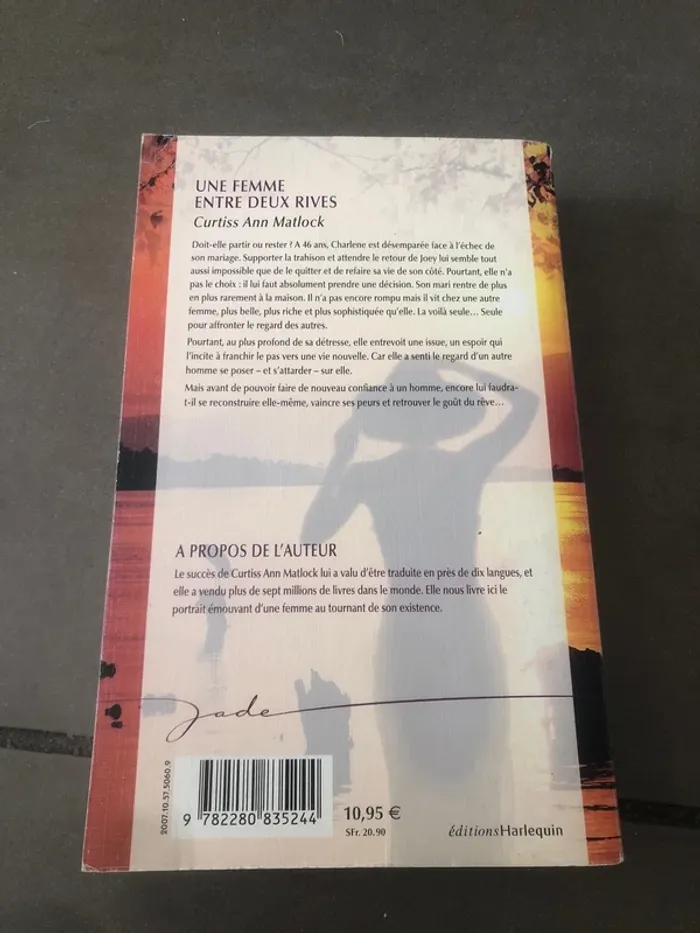 UNE FEMME
ENTRE DEUX RIVES
Curtiss Ann Matlock
Doit-elle partir ou rester ? A 46 ans, Charlene est désemparée face à l'échec de
son mariage. Supporter la trahison et attendre le retour de Joey lui semble tout
aussi impossible que de le quitter et de refaire sa vie de son côté. Pourtant, elle n'a
pas le choix : il lui faut absolument prendre une décision. Son mari rentre de plus
en plus rarement à la maison. Il n'a pas encore rompu mais il vit chez une autre
femme, plus belle, plus riche et plus sophistiquée qu'elle. La voilà seule... Seule
pour affronter le regard des autres.
Pourtant, au plus profond de sa détresse, elle entrevoit une issue, un espoir qui
l'incite à franchir le pas vers une vie nouvelle. Car elle a senti le regard d'un autre
homme se poser – et s'attarder – sur elle.
Mais avant de pouvoir faire de nouveau confiance à un homme, encore lui faudra-
t-il se reconstruire elle-même, vaincre ses peurs et retrouver le goût du rêve...
A PROPOS DE L'AUTEUR
Le succès de Curtiss Ann Matlock lui a valu d'être traduite en près de dix langues, et
elle a vendu plus de sept millions de livres dans le monde. Elle nous livre ici le
portrait émouvant d'une femme au tournant de son existence.
Jade
2007.10.57.5060.9
9 782280 835244
10,95 €
SFr. 20.90
éditionsHarlequin